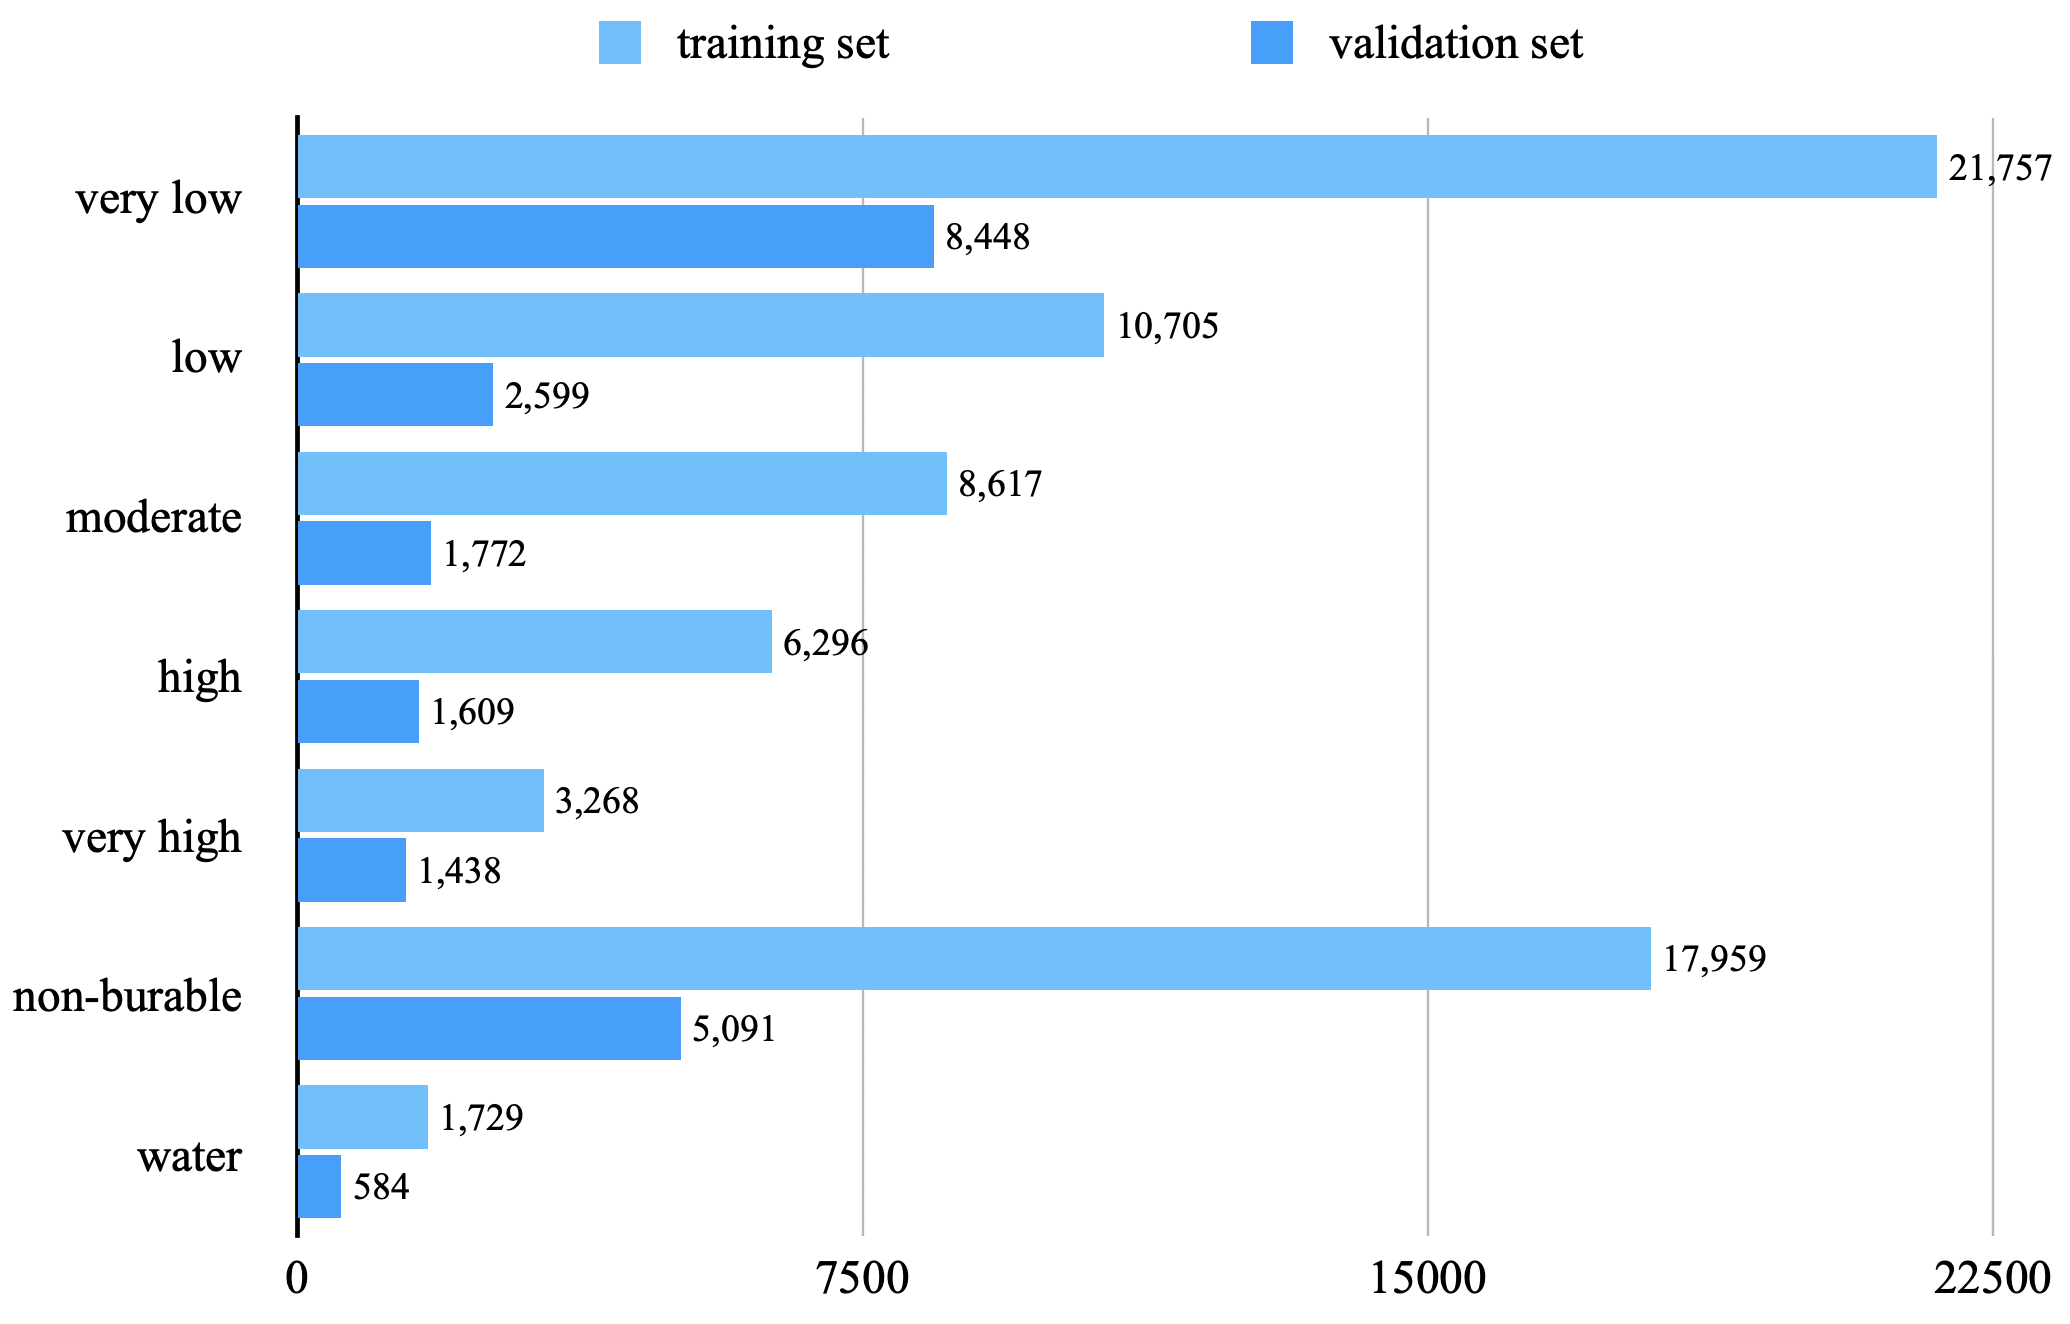 training set
validation set
very low
21,757
8,448
low
10,705
2,599
moderate
8,617
1,772
high
6,296
1,609
very high
3,268
1,438
non-burable
17,959
5,091
water
1,729
584
0 7500 15000 22500